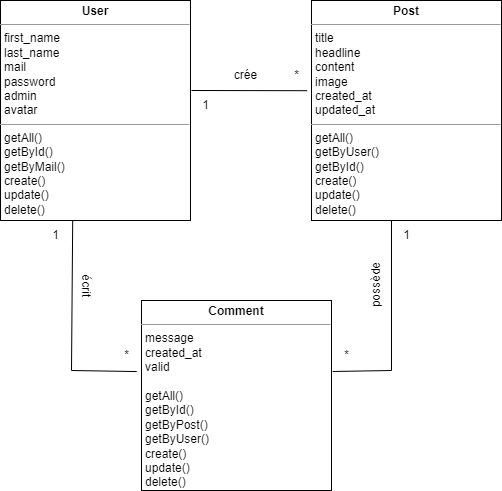 User
first_name
last_name
mail
password
admin
avatar
getAll()
getById()
getByMail()
create()
update()
delete()
crée
*
1
Post
title
headline
content
image
created_at
updated_at
getAll()
getByUser()
getById()
create()
update()
delete()
1
écrit
*
1
possède
*
Comment
message
created_at
valid
getAll()
getById()
getByPost()
getByUser()
create()
update()
delete()